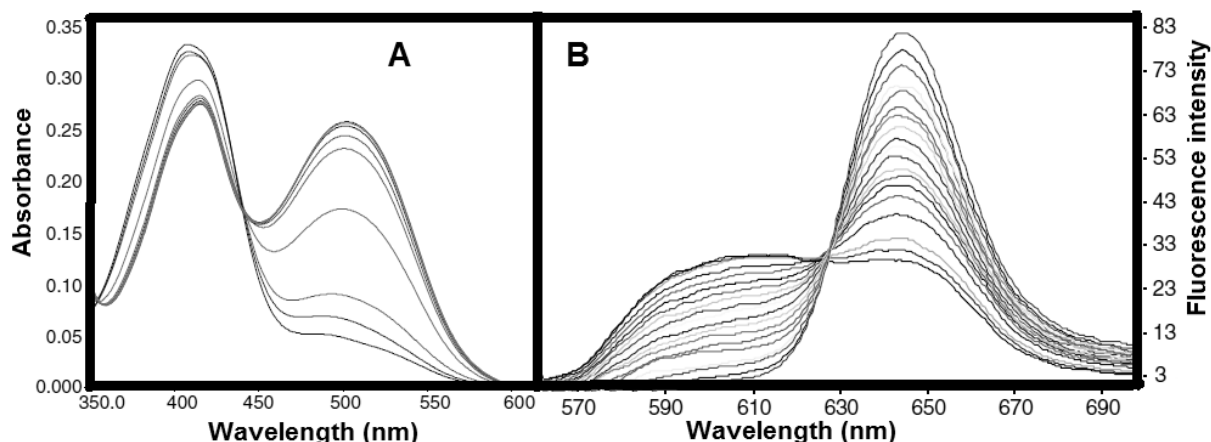 A
B
Absorbance
0.35
0.30
0.25
0.20
0.15
0.10
0.05
0.000
350.0 400 450 500 550 600
Wavelength (nm)
570 590 610 630 650 670 690
Wavelength (nm)
83
73
63
53
43
33
23
13
3
Fluorescence intensity